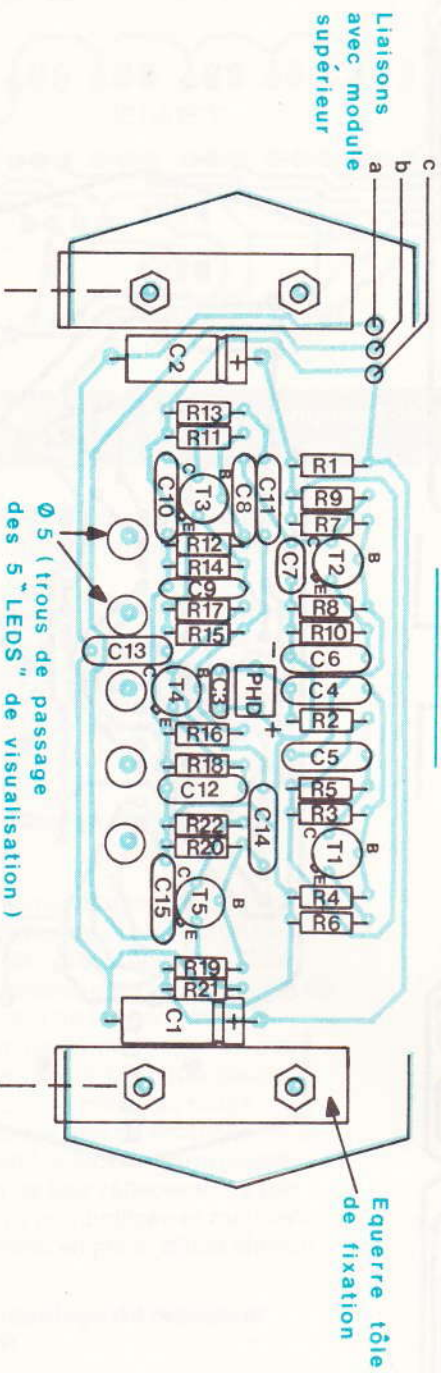 Liaisons
avec module
supérieur
a
b
c
C2
+
R13
R11
C10
C
B
T3
E
C8
C11
R12
R14
C9
R17
R15
C13
R1
R9
R7
C7
C
B
T2
E
R8
R10
-
C6
C4
R2
C5
R5
R3
C
B
T1
E
R4
R6
C3
PHD
+
C
B
T4
E
R16
R18
C12
C14
R22
R20
C15
C
B
T5
E
R19
R21
C1
+
Ø 5 ( trous de passage
des 5 "LEDS" de visualisation )
Equerre tôle
de fixation